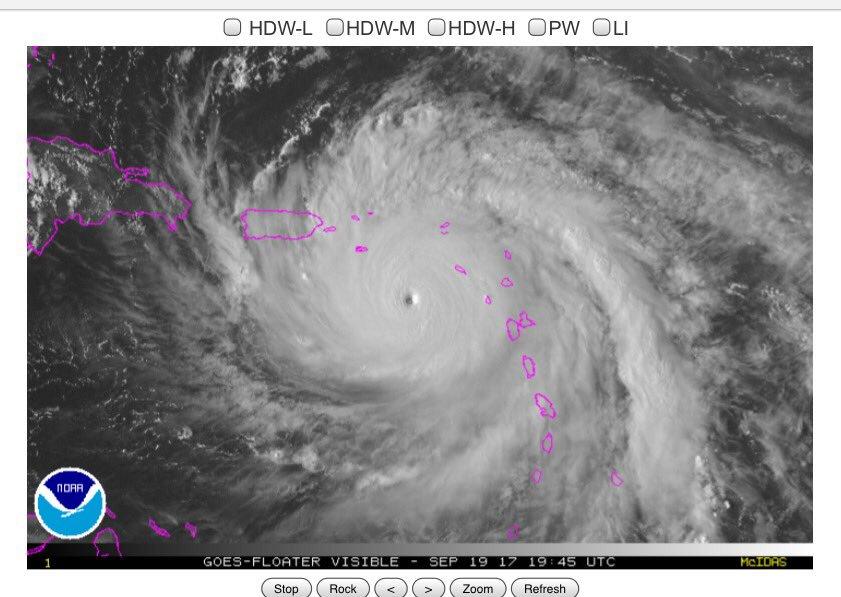 HDW-L HDW-M HDW-H PW LI
NOAA
1 GOES-FLOATER VISIBLE - SEP 19 17 19:45 UTC McIDAS
Stop Rock < > Zoom Refresh